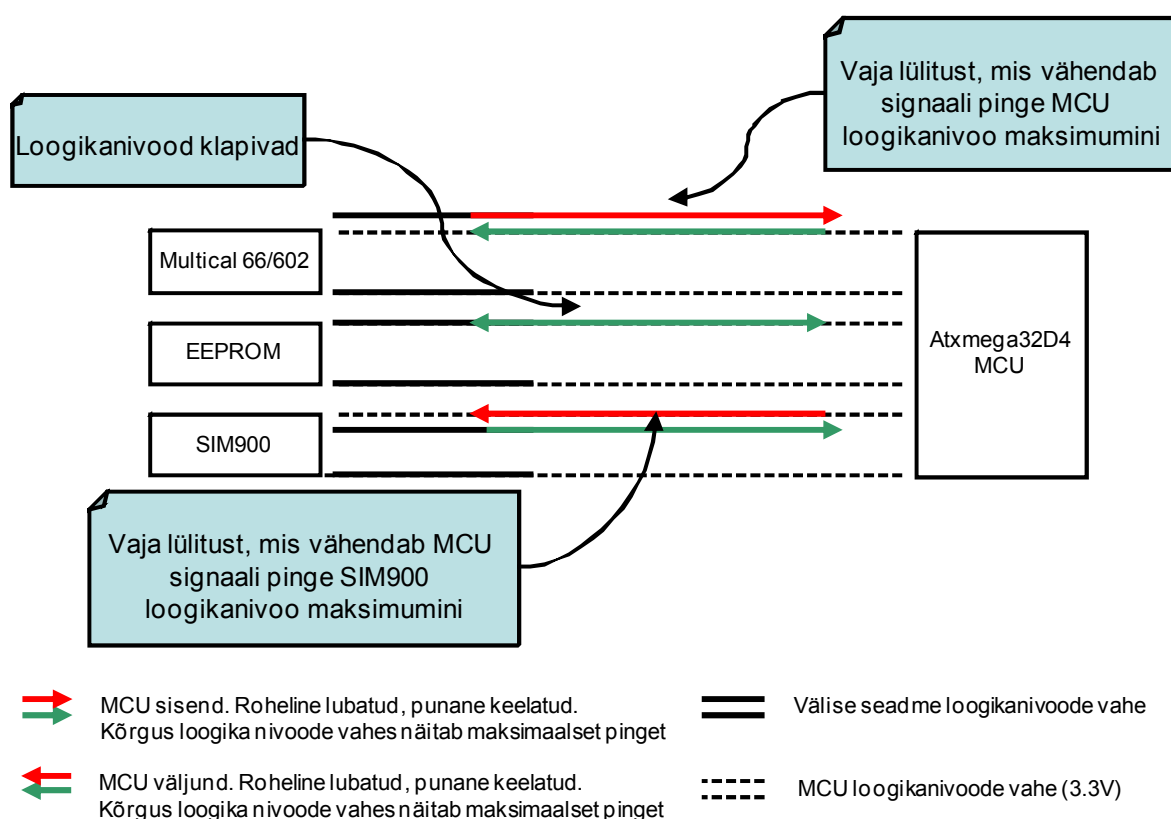 Vaja lülitust, mis vähendab
signaali pinge MCU
loogikanivoo maksimumini
Loogikanivood klapivad
Multical 66/602
EEPROM
SIM900
Atxmega32D4
MCU
Vaja lülitust, mis vähendab MCU
signaali pinge SIM900
loogikanivoo maksimumini
MCU sisend. Roheline lubatud, punane keelatud.
Kõrgus loogika nivoode vahes näitab maksimaalset pinget
Välise seadme loogikanivoode vahe
MCU väljund. Roheline lubatud, punane keelatud.
Kõrgus loogika nivoode vahes näitab maksimaalset pinget
MCU loogikanivoode vahe (3.3V)